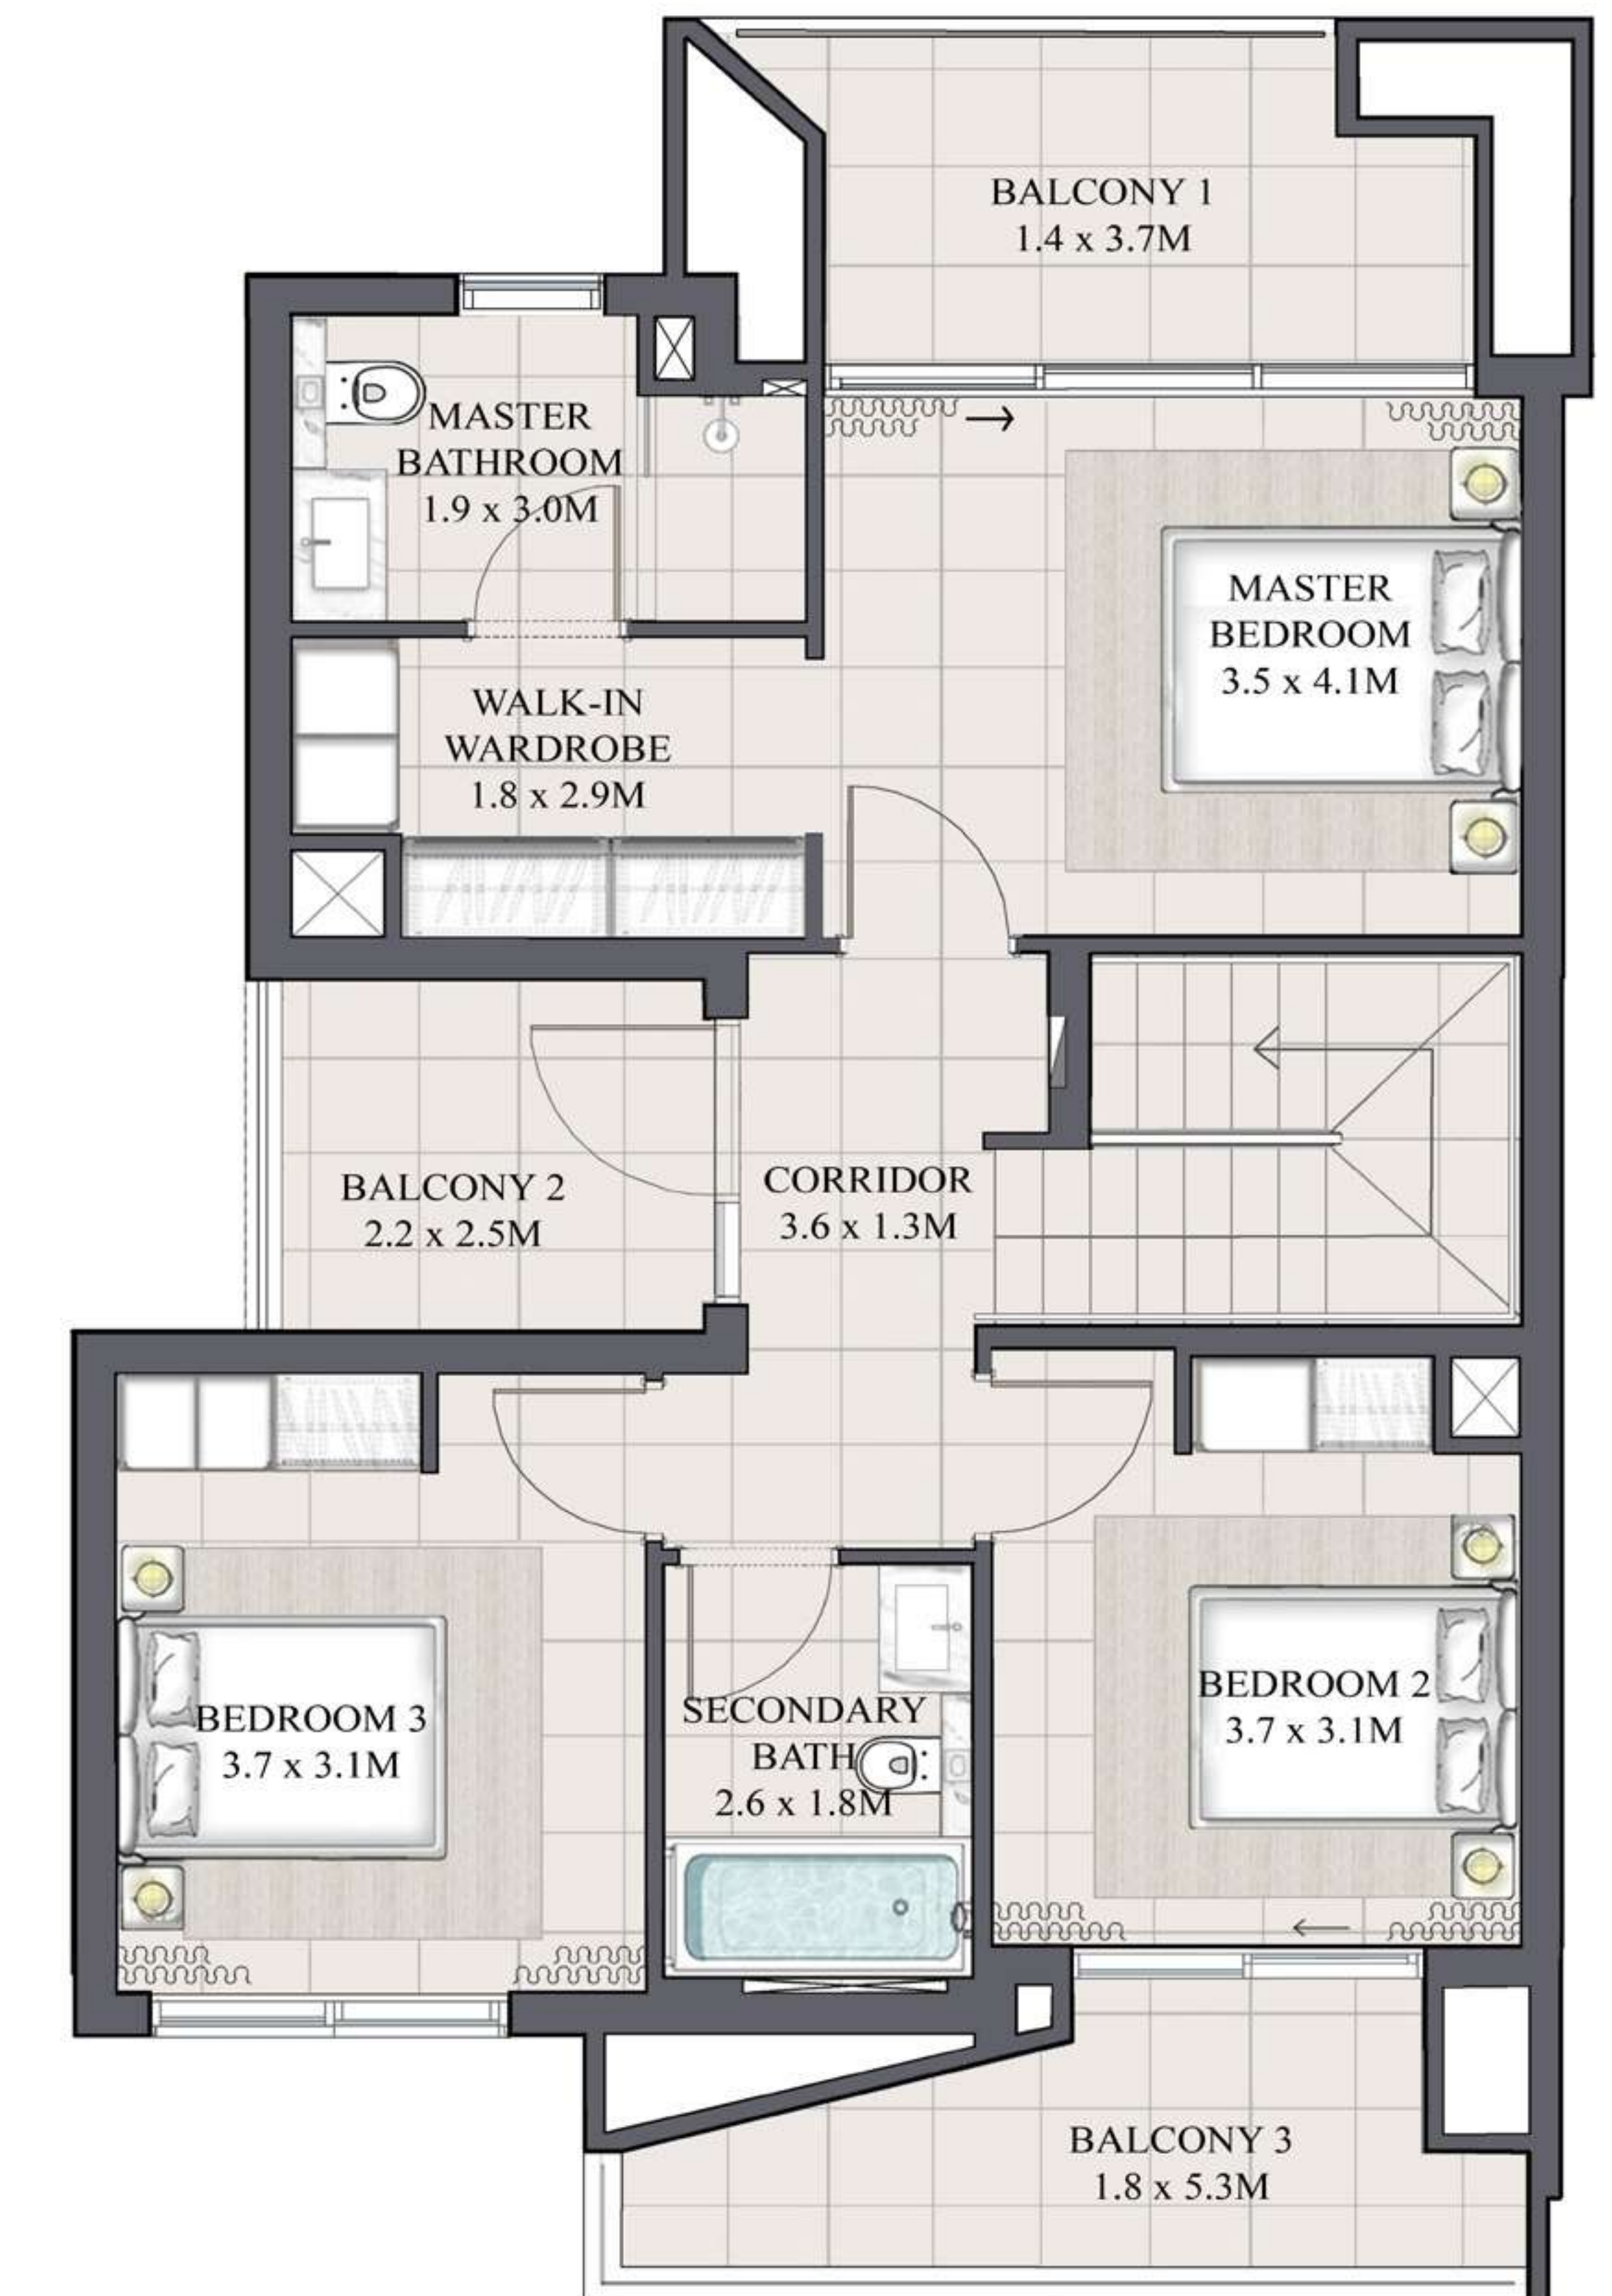 BALCONY 1
1.4 x 3.7M
MASTER
BATHROOM
1.9 x 3.0M
MASTER
BEDROOM
3.5 x 4.1M
WALK-IN
WARDROBE
1.8 x 2.9M
BALCONY 2
2.2 x 2.5M
CORRIDOR
3.6 x 1.3M
BEDROOM 3
3.7 x 3.1M
SECONDARY
BATH
2.6 x 1.8M
BEDROOM 2
3.7 x 3.1M
BALCONY 3
1.8 x 5.3M